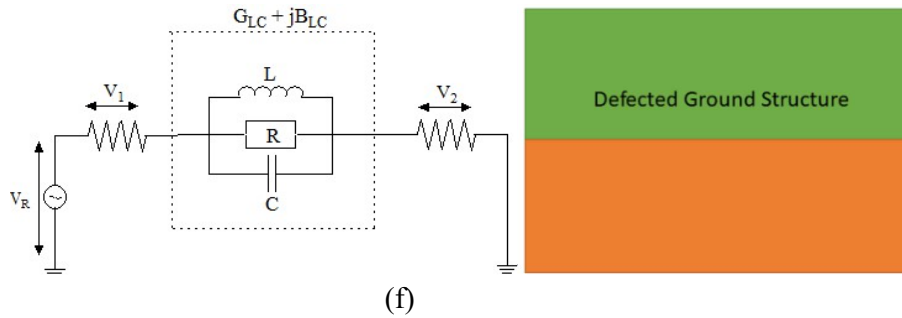 G_LC + jB_LC
L
V_1
V_2
R
Defected Ground Structure
V_R
C
(f)